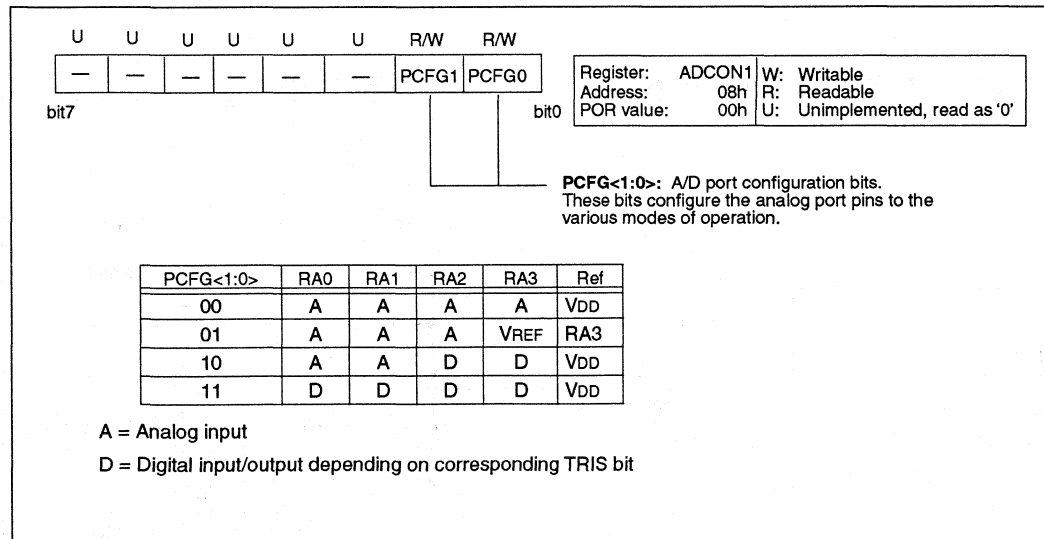 U U U U U U R/W R/W
— — — — — — PCFG1 PCFG0
bit7 bit0
Register: ADCON1 W: Writable
Address: 08h R: Readable
POR value: 00h U: Unimplemented, read as '0'
PCFG<1:0>: A/D port configuration bits.
These bits configure the analog port pins to the
various modes of operation.
PCFG<1:0> RA0 RA1 RA2 RA3 Ref
00 A A A A VDD
01 A A A VREF RA3
10 A A D D VDD
11 D D D D VDD
A = Analog input
D = Digital input/output depending on corresponding TRIS bit